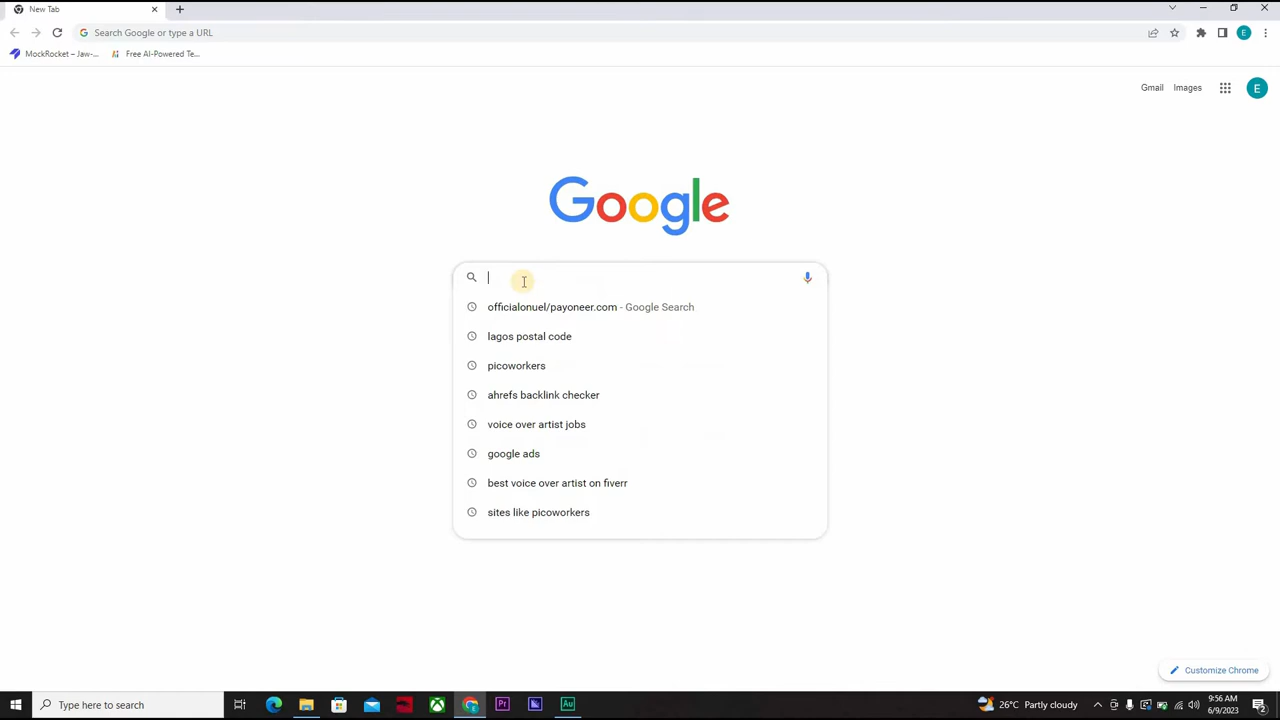 New Tab
Search Google or type a URL
E
MockRocket – Jaw-... Free AI-Powered Te...
Gmail Images E
Google
officialonuel/payoneer.com - Google Search
lagos postal code
picoworkers
ahrefs backlink checker
voice over artist jobs
google ads
best voice over artist on fiverr
sites like picoworkers
Customize Chrome
Type here to search
Pr
Au
26°C Partly cloudy
9:56 AM
6/9/2023
2